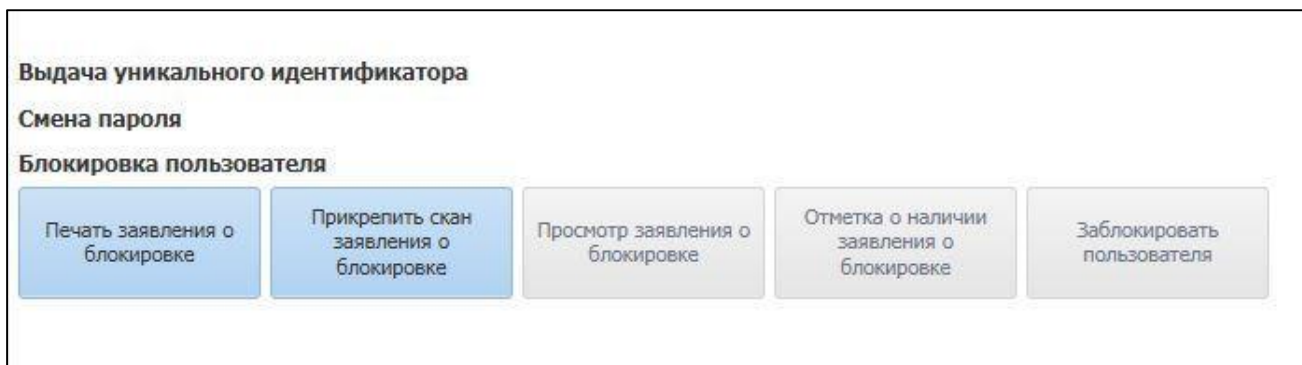 Выдача уникального идентификатора
Смена пароля
Блокировка пользователя
Печать заявления о
блокировке
Прикрепить скан
заявления о
блокировке
Просмотр заявления о
блокировке
Отметка о наличии
заявления о
блокировке
Заблокировать
пользователя